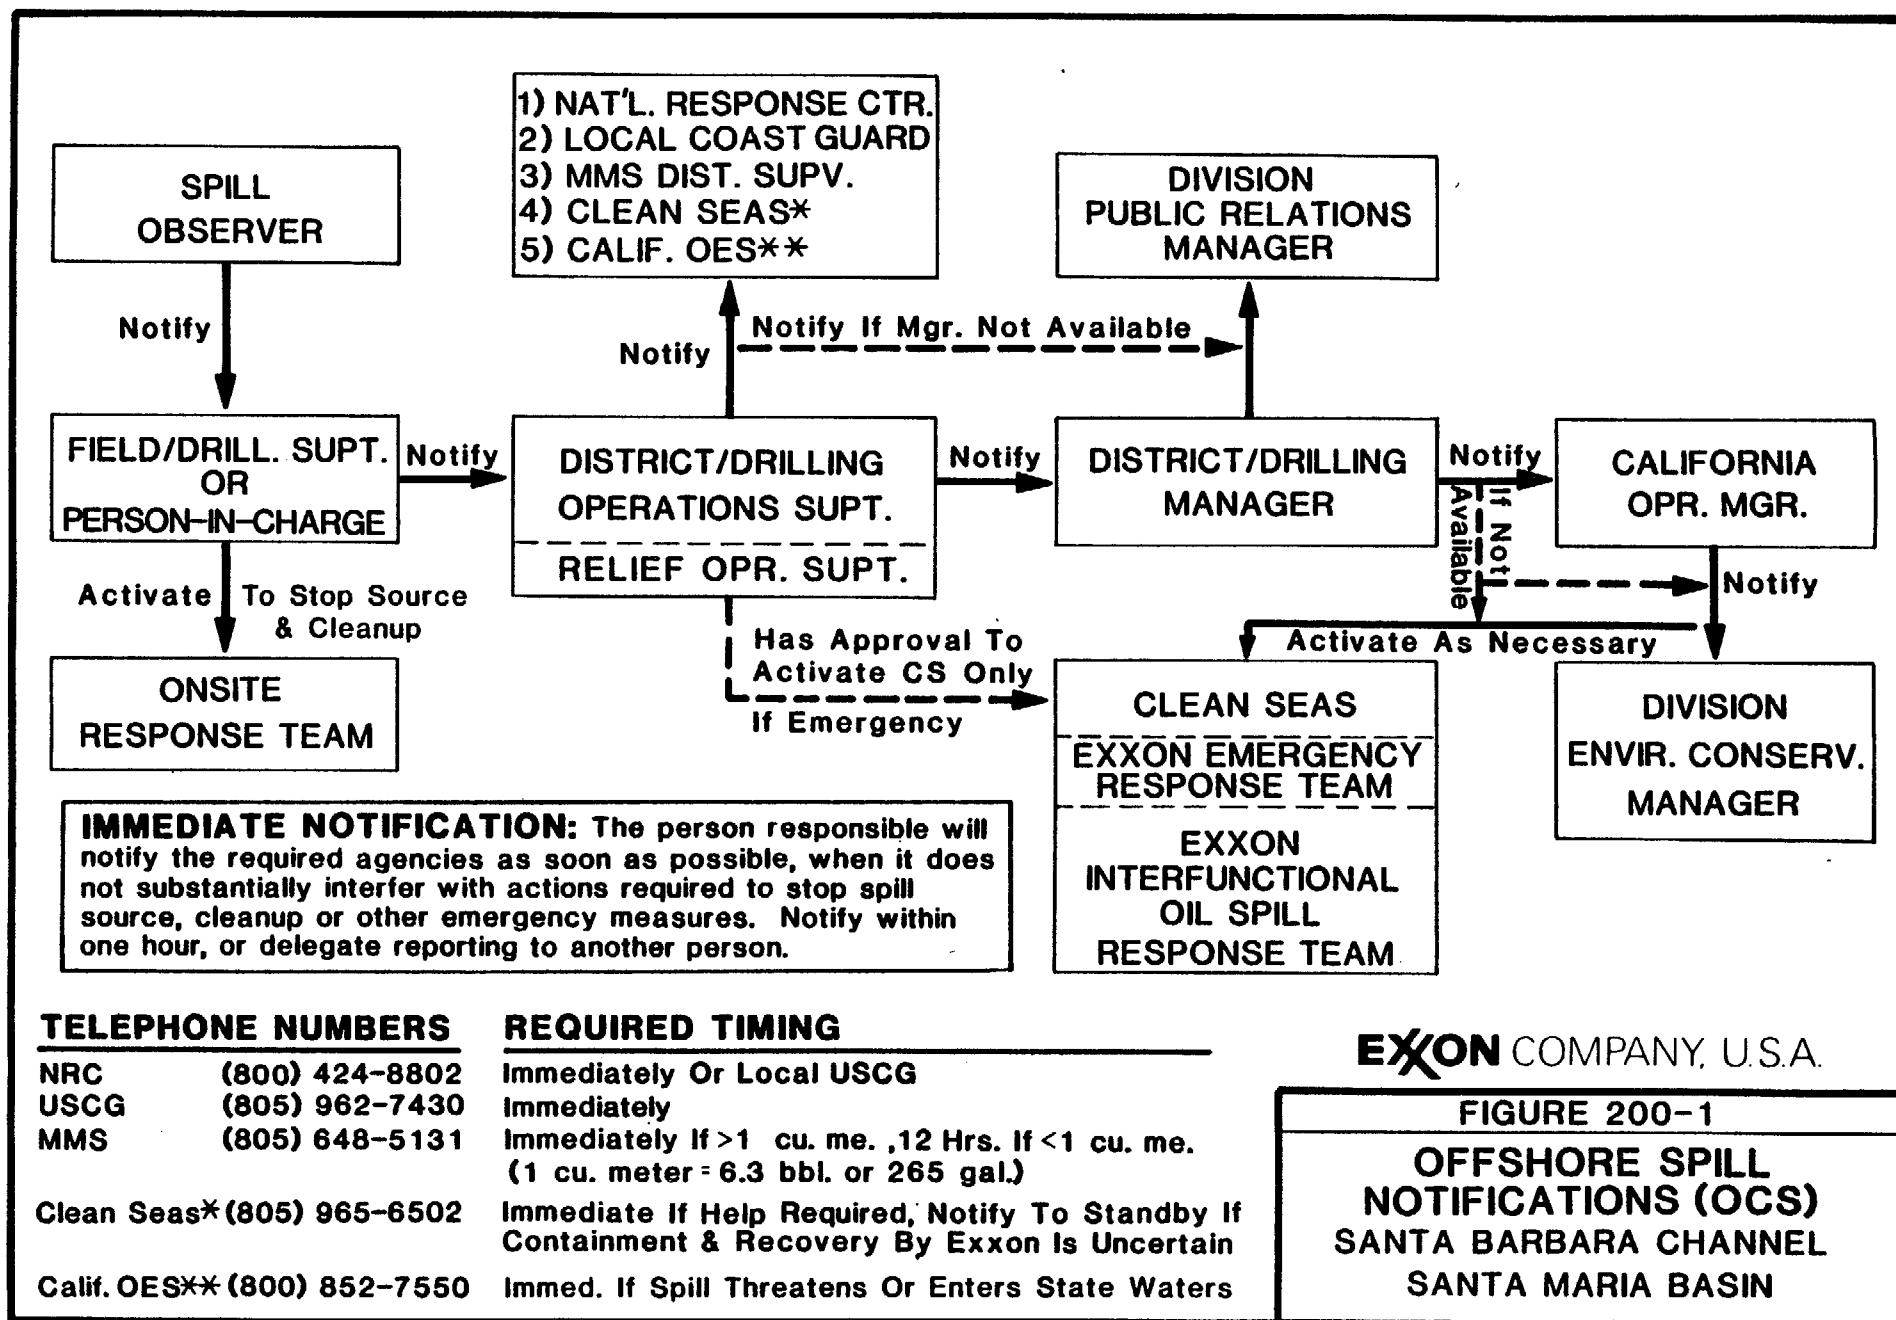 SPILL
OBSERVER
1) NAT'L. RESPONSE CTR.
2) LOCAL COAST GUARD
3) MMS DIST. SUPV.
4) CLEAN SEAS*
5) CALIF. OES**
DIVISION
PUBLIC RELATIONS
MANAGER
Notify
Notify
Notify If Mgr. Not Available
FIELD/DRILL. SUPT.
OR
PERSON-IN-CHARGE
Notify
DISTRICT/DRILLING
OPERATIONS SUPT.
RELIEF OPR. SUPT.
Notify
DISTRICT/DRILLING
MANAGER
Notify
If Not
Available
CALIFORNIA
OPR. MGR.
Notify
Activate
To Stop Source
& Cleanup
Has Approval To
Activate CS Only
If Emergency
Activate As Necessary
ONSITE
RESPONSE TEAM
CLEAN SEAS
EXXON EMERGENCY
RESPONSE TEAM
EXXON
INTERFUNCTIONAL
OIL SPILL
RESPONSE TEAM
DIVISION
ENVIR. CONSERV.
MANAGER
IMMEDIATE NOTIFICATION: The person responsible will
notify the required agencies as soon as possible, when it does
not substantially interfer with actions required to stop spill
source, cleanup or other emergency measures. Notify within
one hour, or delegate reporting to another person.
TELEPHONE NUMBERS REQUIRED TIMING
NRC (800) 424-8802 Immediately Or Local USCG
USCG (805) 962-7430 Immediately
MMS (805) 648-5131 Immediately If >1 cu. me. ,12 Hrs. If <1 cu. me.
(1 cu. meter = 6.3 bbl. or 265 gal.)
Clean Seas* (805) 965-6502 Immediate If Help Required, Notify To Standby If
Containment & Recovery By Exxon Is Uncertain
Calif. OES** (800) 852-7550 Immed. If Spill Threatens Or Enters State Waters
EXXON COMPANY, U.S.A.
FIGURE 200-1
OFFSHORE SPILL
NOTIFICATIONS (OCS)
SANTA BARBARA CHANNEL
SANTA MARIA BASIN